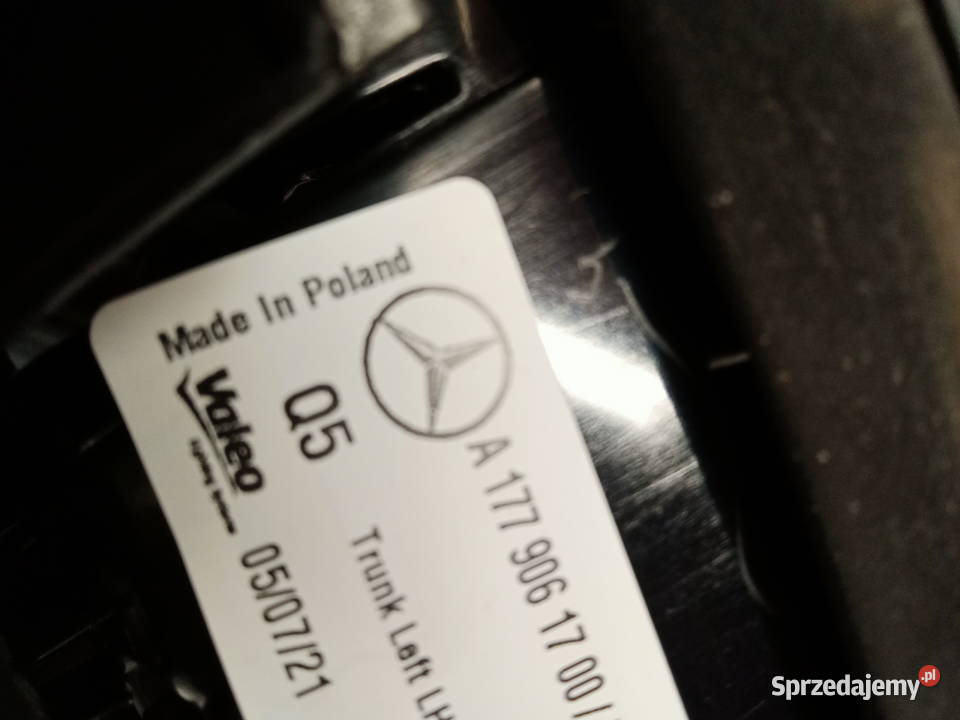 Made In Poland
Valeo
Q5
A 177 906 17 00 /
Trunk Left LH
05/07/21
Sprzedajemy.pl